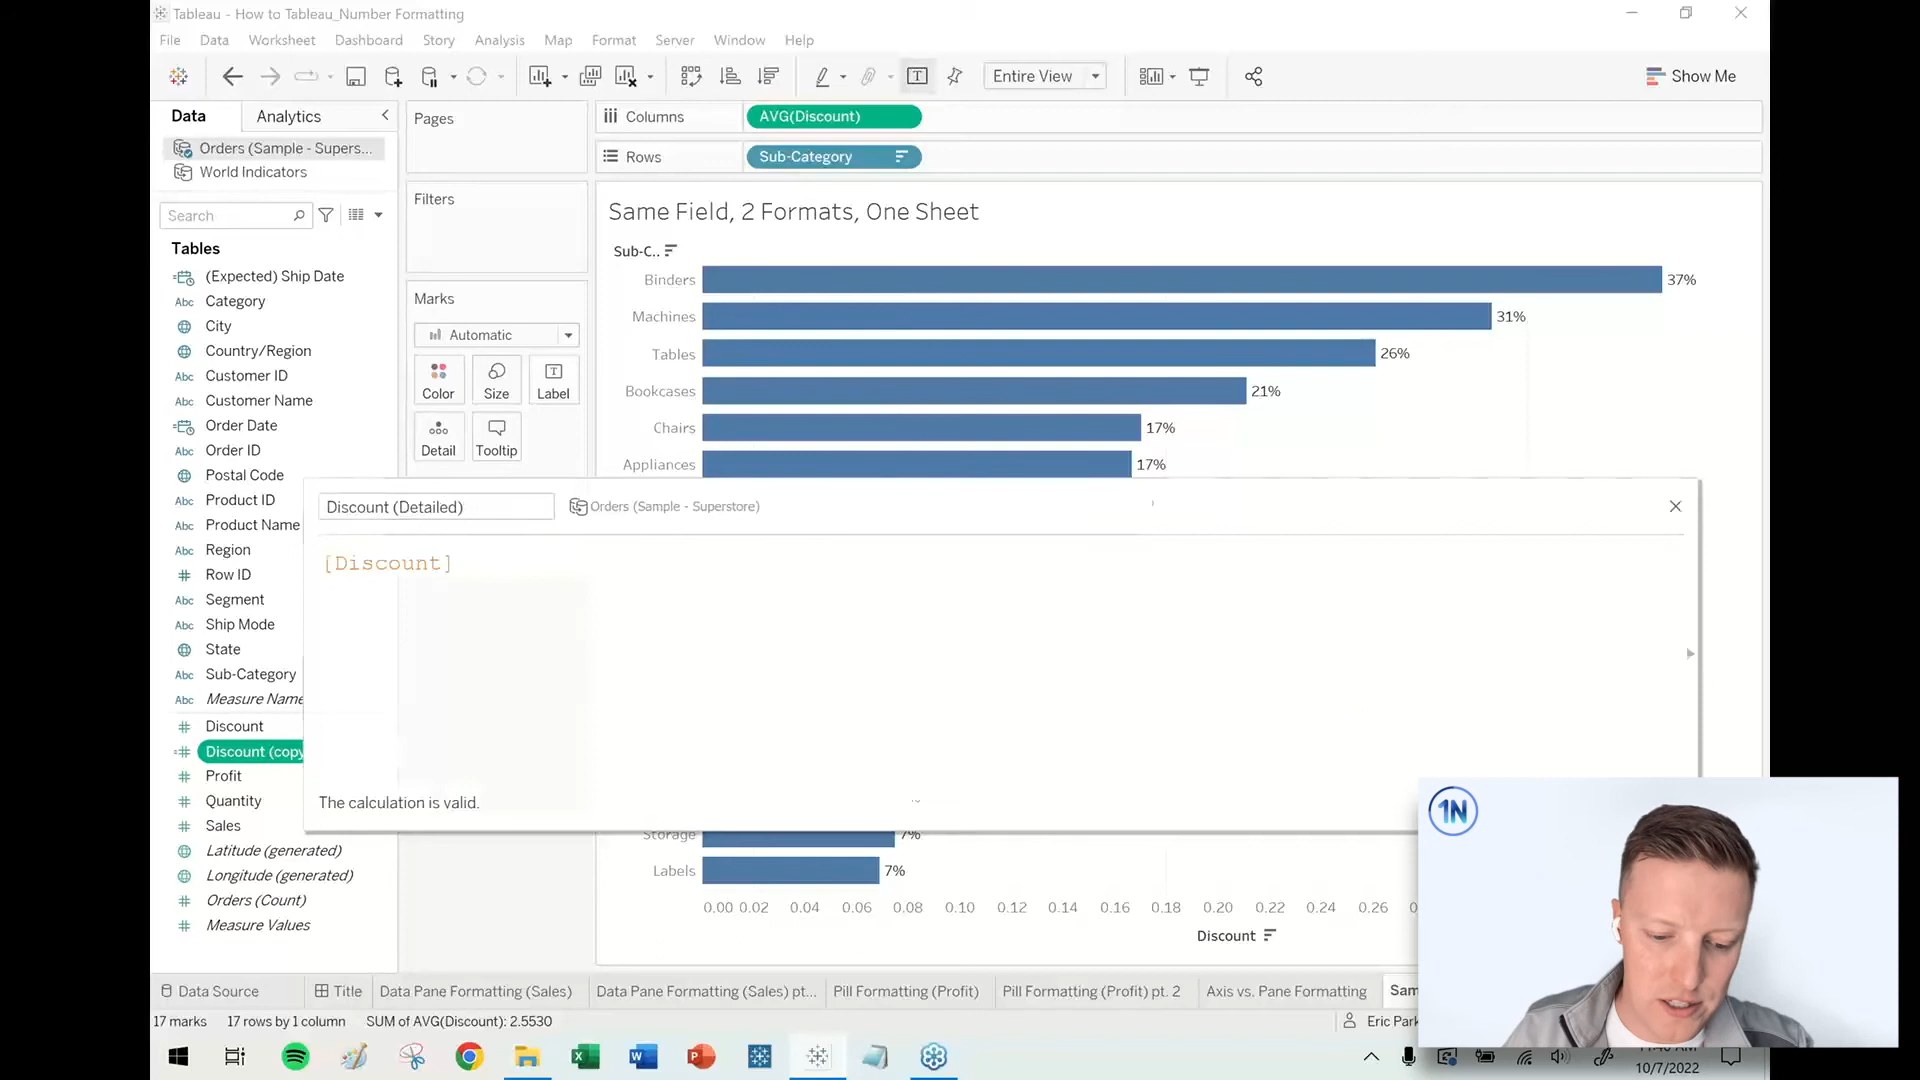 Tableau - How to Tableau_Number Formatting
File Data Worksheet Dashboard Story Analysis Map Format Server Window Help
Entire View
Show Me
Data Analytics
Orders (Sample - Supers...
World Indicators
Search
Tables
(Expected) Ship Date
Category
City
Country/Region
Customer ID
Customer Name
Order Date
Order ID
Postal Code
Product ID
Product Name
Region
Row ID
Segment
Ship Mode
State
Sub-Category
Measure Name
Discount
Discount (copy
Profit
Quantity
Sales
Latitude (generated)
Longitude (generated)
Orders (Count)
Measure Values
Pages
Filters
Marks
Automatic
Color Size Label
Detail Tooltip
Columns AVG(Discount)
Rows Sub-Category
Same Field, 2 Formats, One Sheet
Sub-C..
Binders 37%
Machines 31%
Tables 26%
Bookcases 21%
Chairs 17%
Appliances 17%
Discount (Detailed) Orders (Sample - Superstore)
[Discount]
The calculation is valid.
Storage 7%
Labels 7%
0.00 0.02 0.04 0.06 0.08 0.10 0.12 0.14 0.16 0.18 0.20 0.22 0.24 0.26
Discount
Data Source Title Data Pane Formatting (Sales) Data Pane Formatting (Sales) pt... Pill Formatting (Profit) Pill Formatting (Profit) pt. 2 Axis vs. Pane Formatting Sam
17 marks 17 rows by 1 column SUM of AVG(Discount): 2.5530
Eric Park
1N
10/7/2022